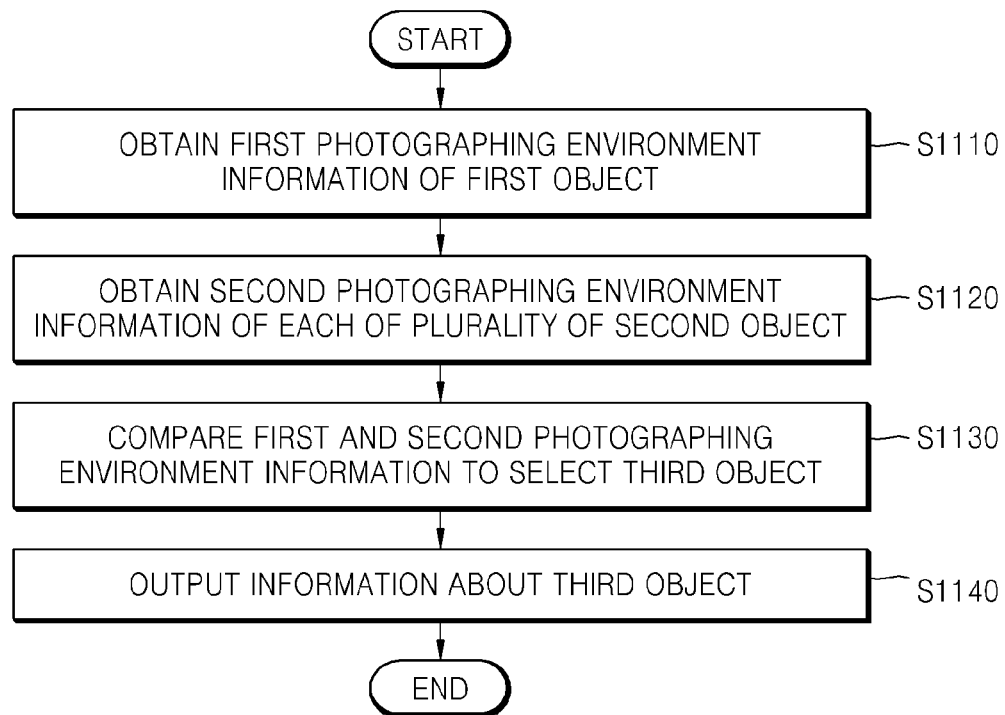 START
OBTAIN FIRST PHOTOGRAPHING ENVIRONMENT
INFORMATION OF FIRST OBJECT
S1110
OBTAIN SECOND PHOTOGRAPHING ENVIRONMENT
INFORMATION OF EACH OF PLURALITY OF SECOND OBJECT
S1120
COMPARE FIRST AND SECOND PHOTOGRAPHING
ENVIRONMENT INFORMATION TO SELECT THIRD OBJECT
S1130
OUTPUT INFORMATION ABOUT THIRD OBJECT
S1140
END